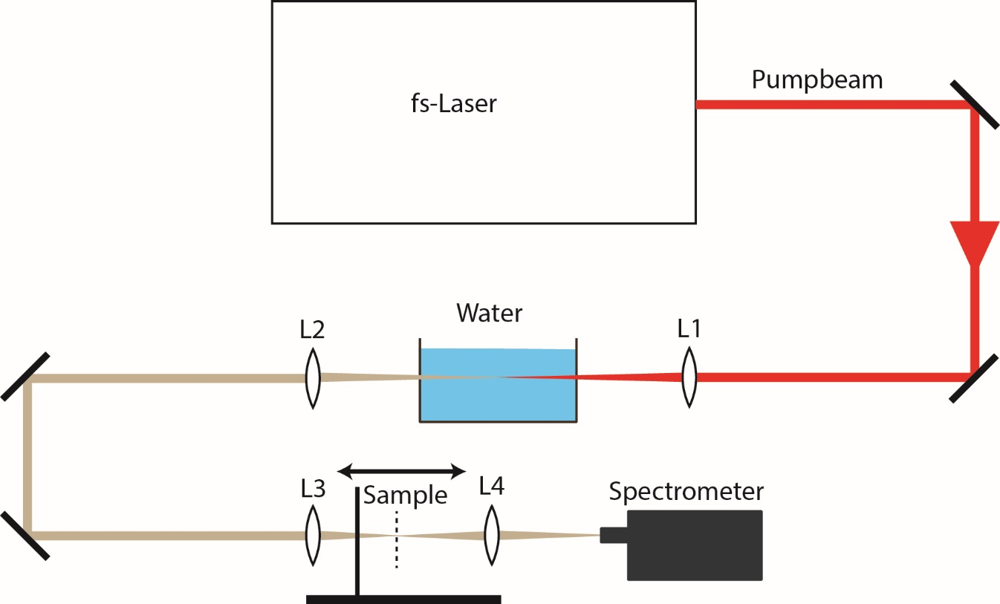 fs-Laser
Pumpbeam
Water
L2
L1
L3
Sample
L4
Spectrometer